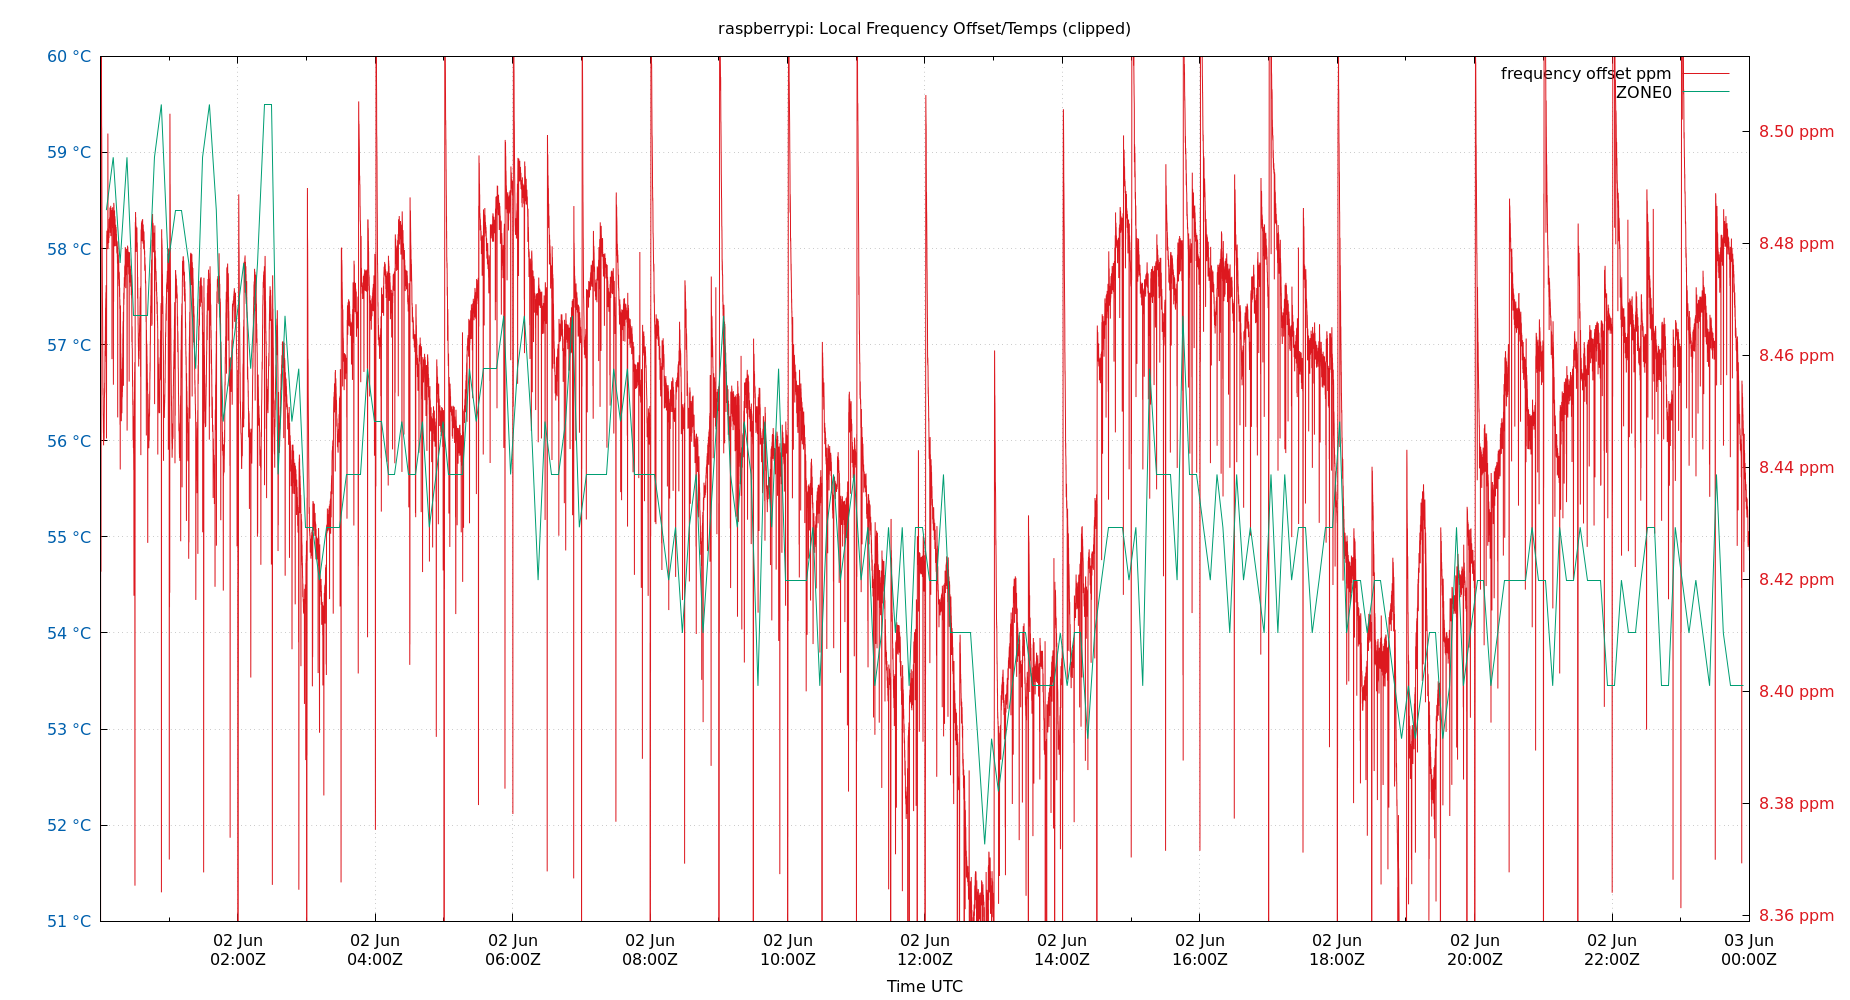 raspberrypi: Local Frequency Offset/Temps (clipped)
60 °C
59 °C
58 °C
57 °C
56 °C
55 °C
54 °C
53 °C
52 °C
51 °C
frequency offset ppm
ZONE0
8.50 ppm
8.48 ppm
8.46 ppm
8.44 ppm
8.42 ppm
8.40 ppm
8.38 ppm
8.36 ppm
02 Jun 02 Jun 02 Jun 02 Jun 02 Jun 02 Jun 02 Jun 02 Jun 02 Jun 02 Jun 02 Jun 03 Jun
02:00Z 04:00Z 06:00Z 08:00Z 10:00Z 12:00Z 14:00Z 16:00Z 18:00Z 20:00Z 22:00Z 00:00Z
Time UTC